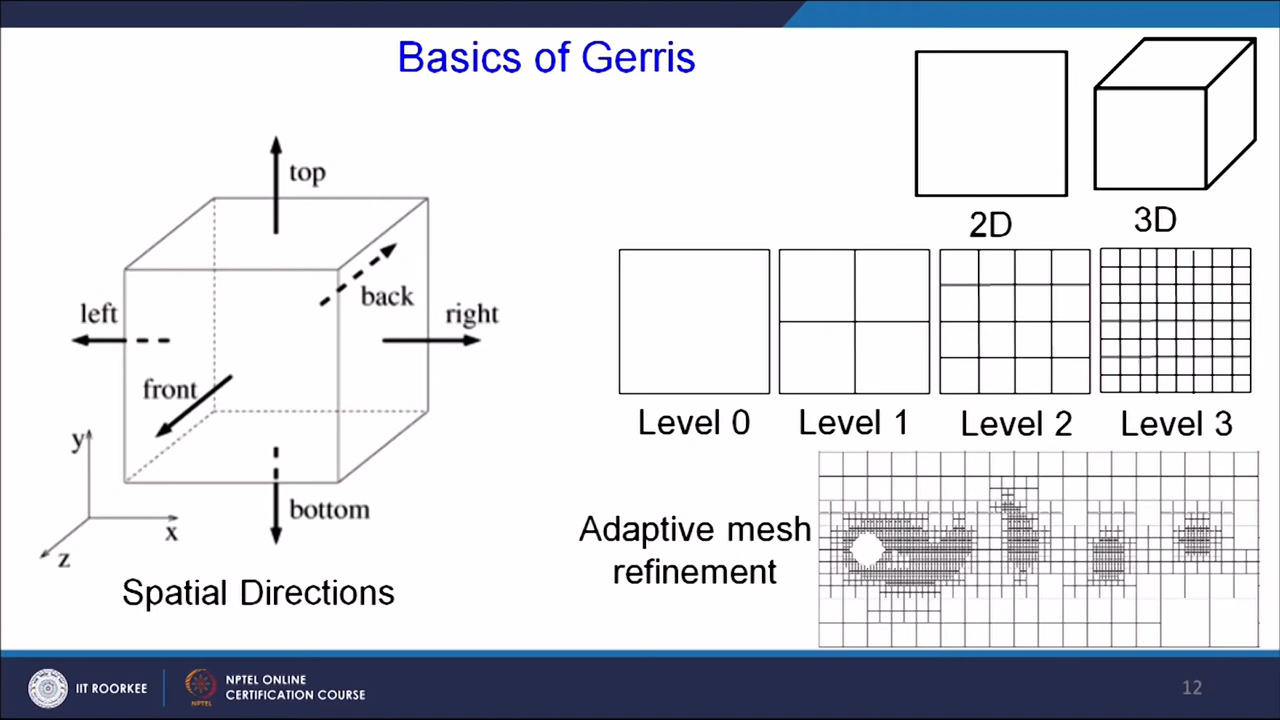 Basics of Gerris
top
back
left
right
front
y
x
z
bottom
Spatial Directions
2D
3D
Level 0
Level 1
Level 2
Level 3
Adaptive mesh
refinement
IIT ROORKEE
NPTEL
NPTEL ONLINE
CERTIFICATION COURSE
12